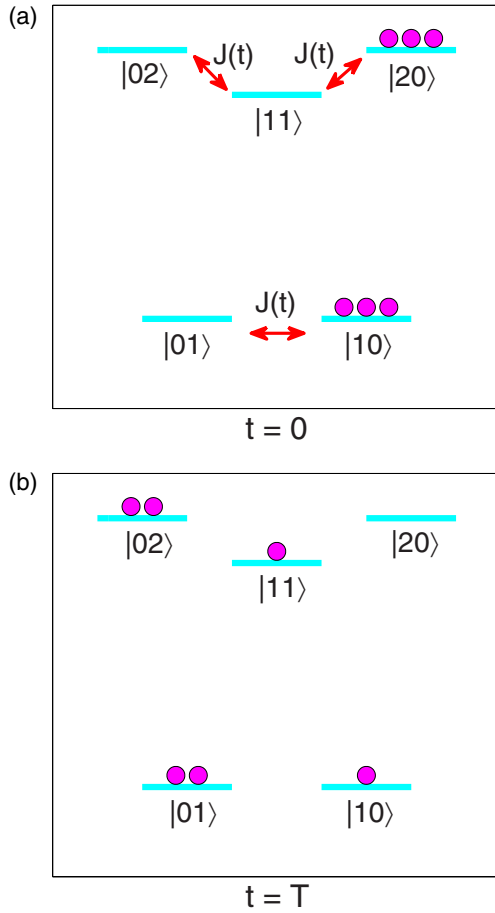 (a)
J(t) J(t)
|02⟩ |20⟩
|11⟩
J(t)
|01⟩ |10⟩
t = 0
(b)
|02⟩ |20⟩
|11⟩
|01⟩ |10⟩
t = T